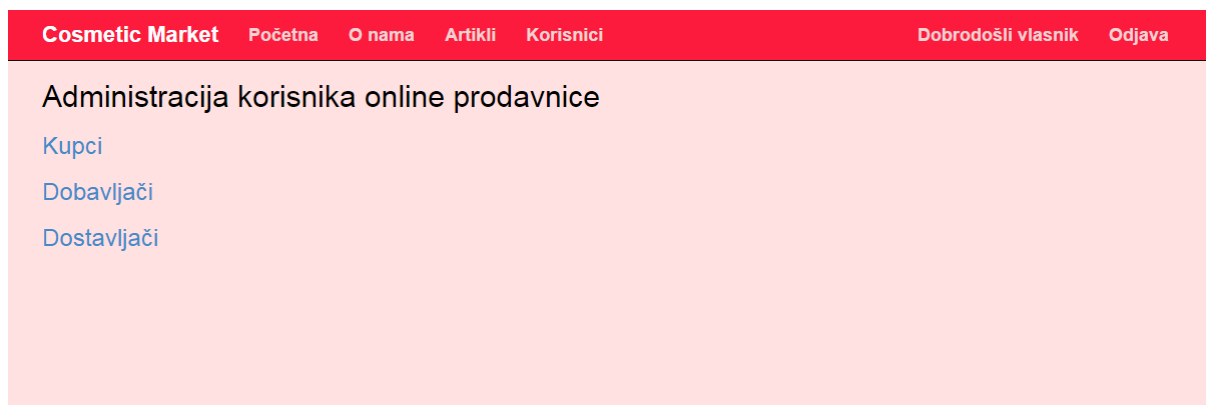 Cosmetic Market Početna O nama Artikli Korisnici Dobrodošli vlasnik Odjava
Administracija korisnika online prodavnice
Kupci
Dobavljači
Dostavljači